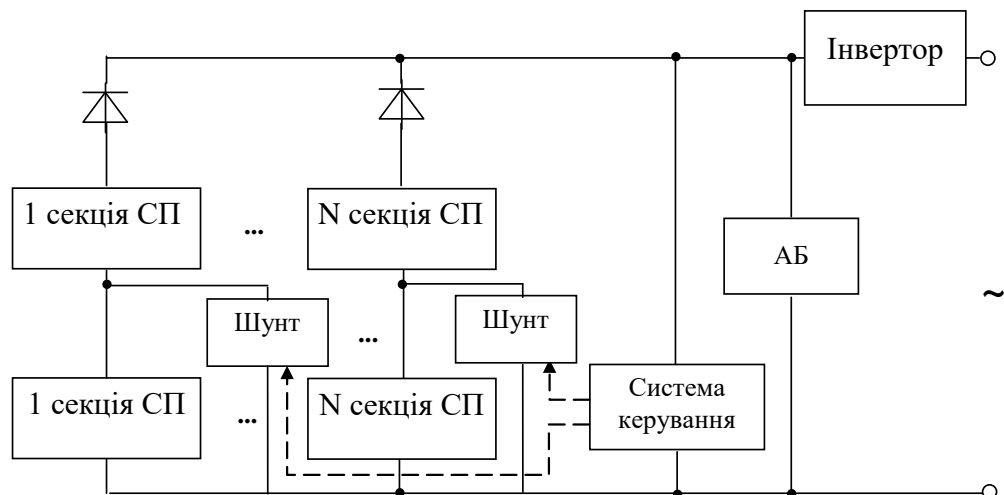 Інвертор
1 секція СП
...
N секція СП
АБ
~
Шунт
...
Шунт
1 секція СП
...
N секція СП
Система
керування